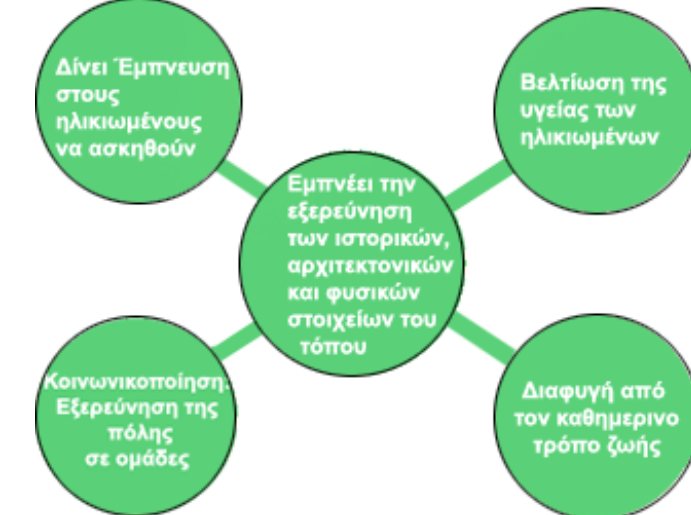 Δίνει Έμπνευση
στους
ηλικιωμένους
να ασκηθούν
Βελτίωση της
υγείας των
ηλικιωμένων
Εμπνέει την
εξερεύνηση
των ιστορικών,
αρχιτεκτονικών
και φυσικών
στοιχείων του
τόπου
Κοινωνικοποίηση.
Εξερεύνηση της
πόλης
σε ομάδες
Διαφυγή από
τον καθημερινο
τρόπο ζωής